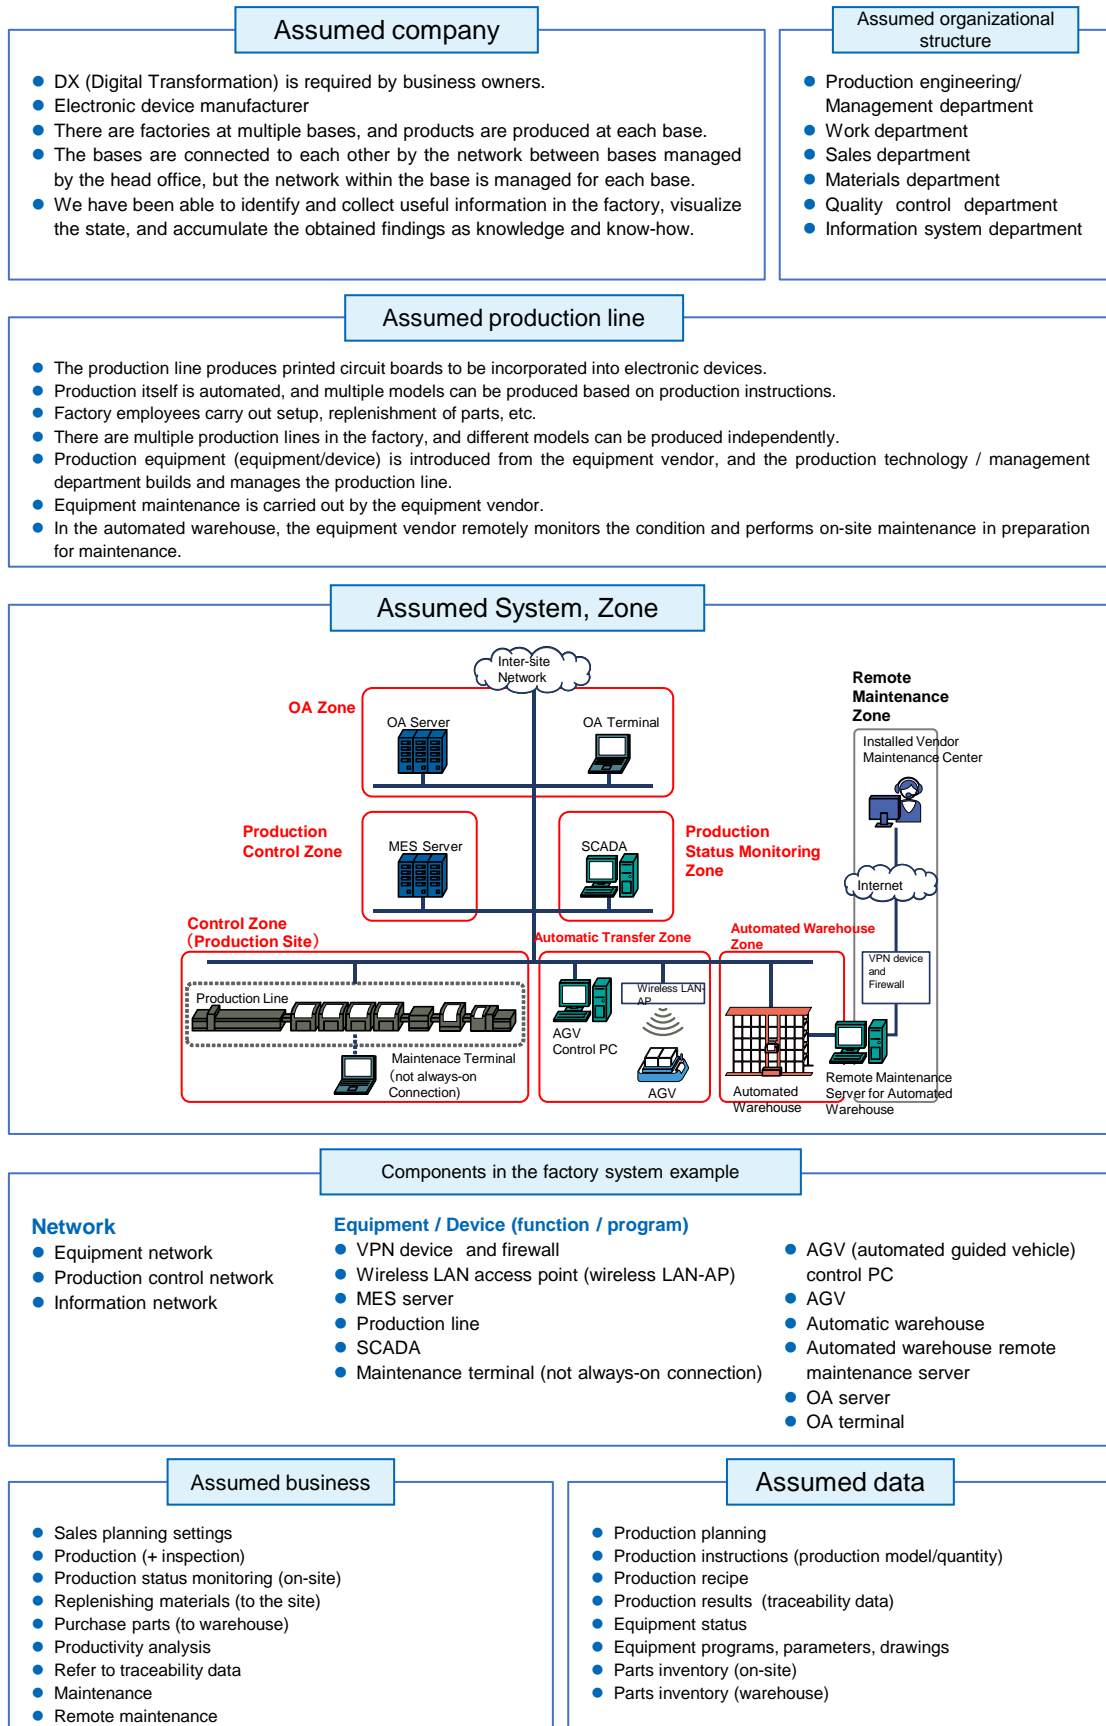 Assumed company
● DX (Digital Transformation) is required by business owners.
● Electronic device manufacturer
● There are factories at multiple bases, and products are produced at each base.
● The bases are connected to each other by the network between bases managed
by the head office, but the network within the base is managed for each base.
● We have been able to identify and collect useful information in the factory, visualize
the state, and accumulate the obtained findings as knowledge and know-how.
Assumed organizational
structure
● Production engineering/
Management department
● Work department
● Sales department
● Materials department
● Quality control department
● Information system department
Assumed production line
● The production line produces printed circuit boards to be incorporated into electronic devices.
● Production itself is automated, and multiple models can be produced based on production instructions.
● Factory employees carry out setup, replenishment of parts, etc.
● There are multiple production lines in the factory, and different models can be produced independently.
● Production equipment (equipment/device) is introduced from the equipment vendor, and the production technology / management
department builds and manages the production line.
● Equipment maintenance is carried out by the equipment vendor.
● In the automated warehouse, the equipment vendor remotely monitors the condition and performs on-site maintenance in preparation
for maintenance.
Assumed System, Zone
Inter-site
Network
OA Zone
OA Server
OA Terminal
Remote
Maintenance
Zone
Installed Vendor
Maintenance Center
Production
Control Zone
MES Server
SCADA
Production
Status Monitoring
Zone
Internet
Control Zone
(Production Site)
Automatic Transfer Zone
Automated Warehouse
Zone
VPN device
and
Firewall
Production Line
Wireless LAN-
AP
AGV
Control PC
Maintenace Terminal
(not always-on
Connection)
AGV
Automated
Warehouse
Remote Maintenance
Server for Automated
Warehouse
Components in the factory system example
Network
● Equipment network
● Production control network
● Information network
Equipment / Device (function / program)
● VPN device and firewall
● Wireless LAN access point (wireless LAN-AP)
● MES server
● Production line
● SCADA
● Maintenance terminal (not always-on connection)
● AGV (automated guided vehicle)
control PC
● AGV
● Automatic warehouse
● Automated warehouse remote
maintenance server
● OA server
● OA terminal
Assumed business
● Sales planning settings
● Production (+ inspection)
● Production status monitoring (on-site)
● Replenishing materials (to the site)
● Purchase parts (to warehouse)
● Productivity analysis
● Refer to traceability data
● Maintenance
● Remote maintenance
Assumed data
● Production planning
● Production instructions (production model/quantity)
● Production recipe
● Production results (traceability data)
● Equipment status
● Equipment programs, parameters, drawings
● Parts inventory (on-site)
● Parts inventory (warehouse)